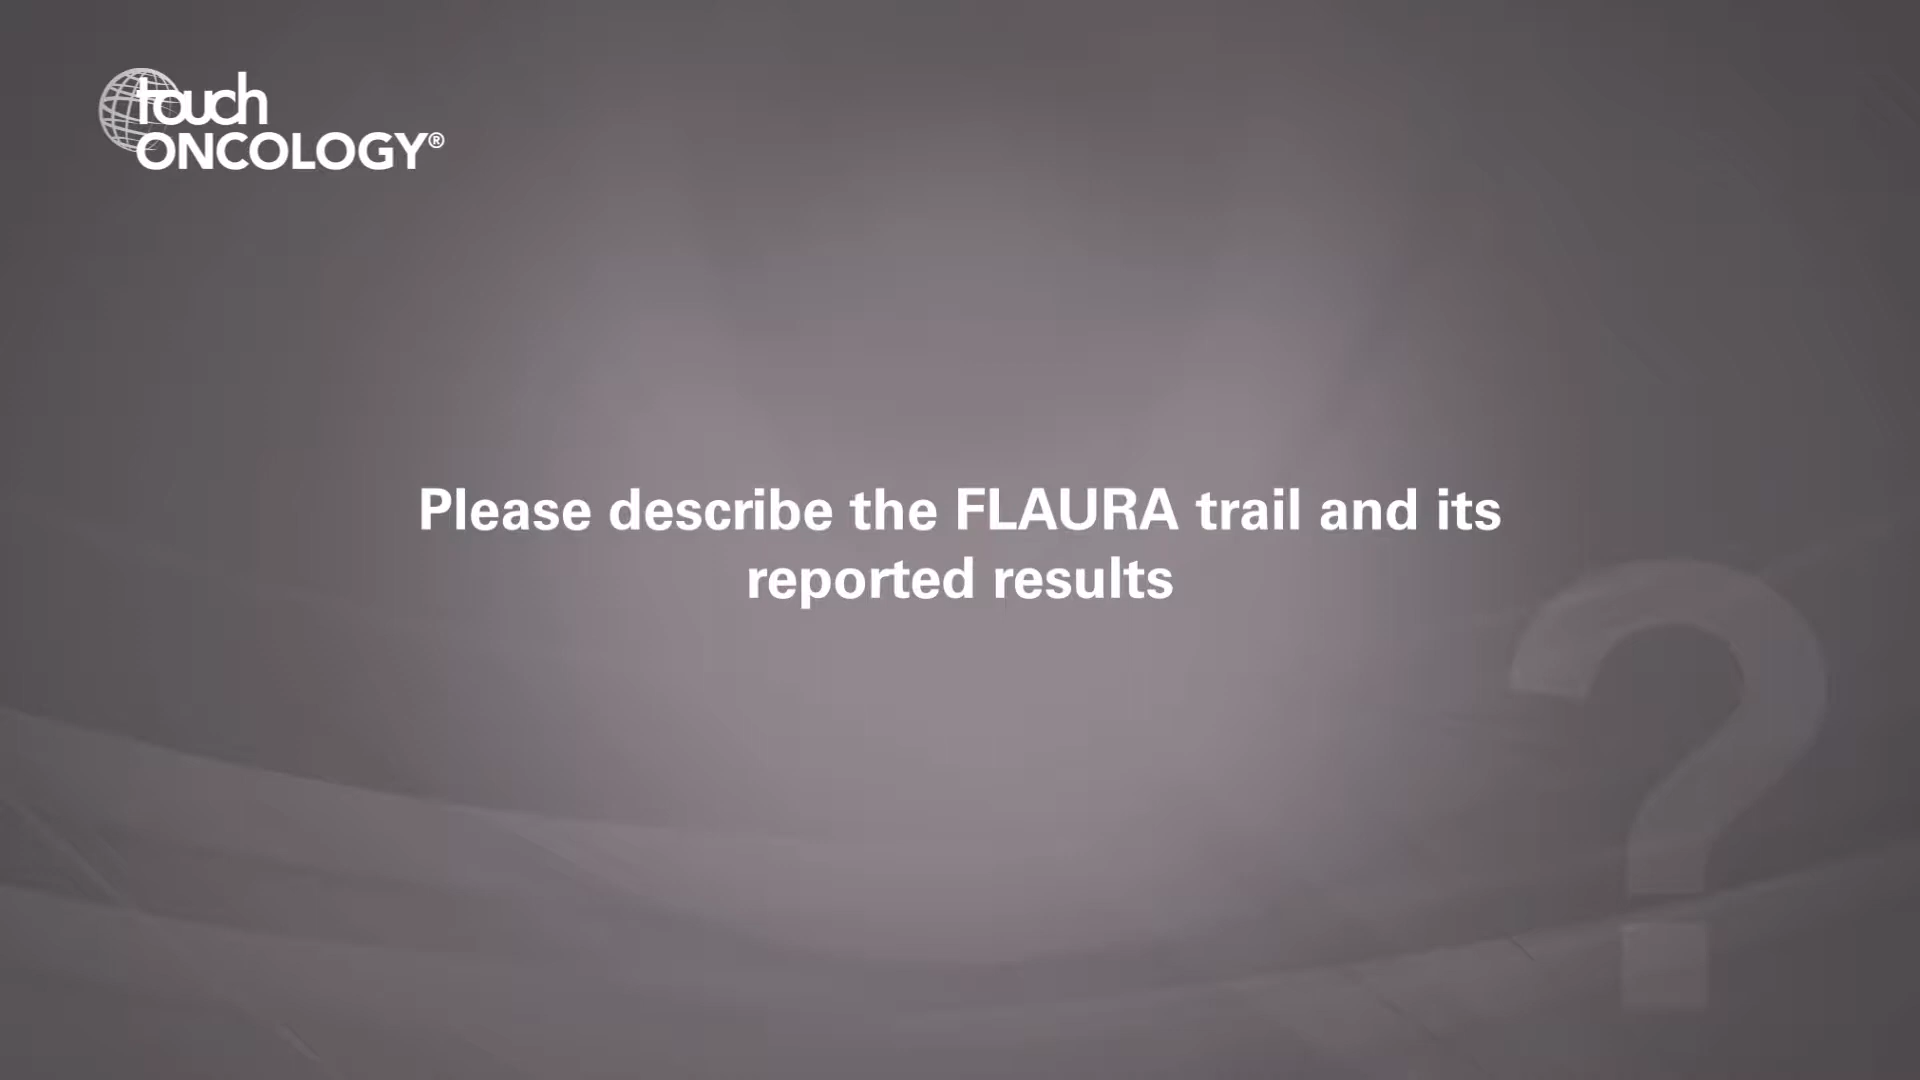 touch
ONCOLOGY®
Please describe the FLAURA trail and its
reported results
?